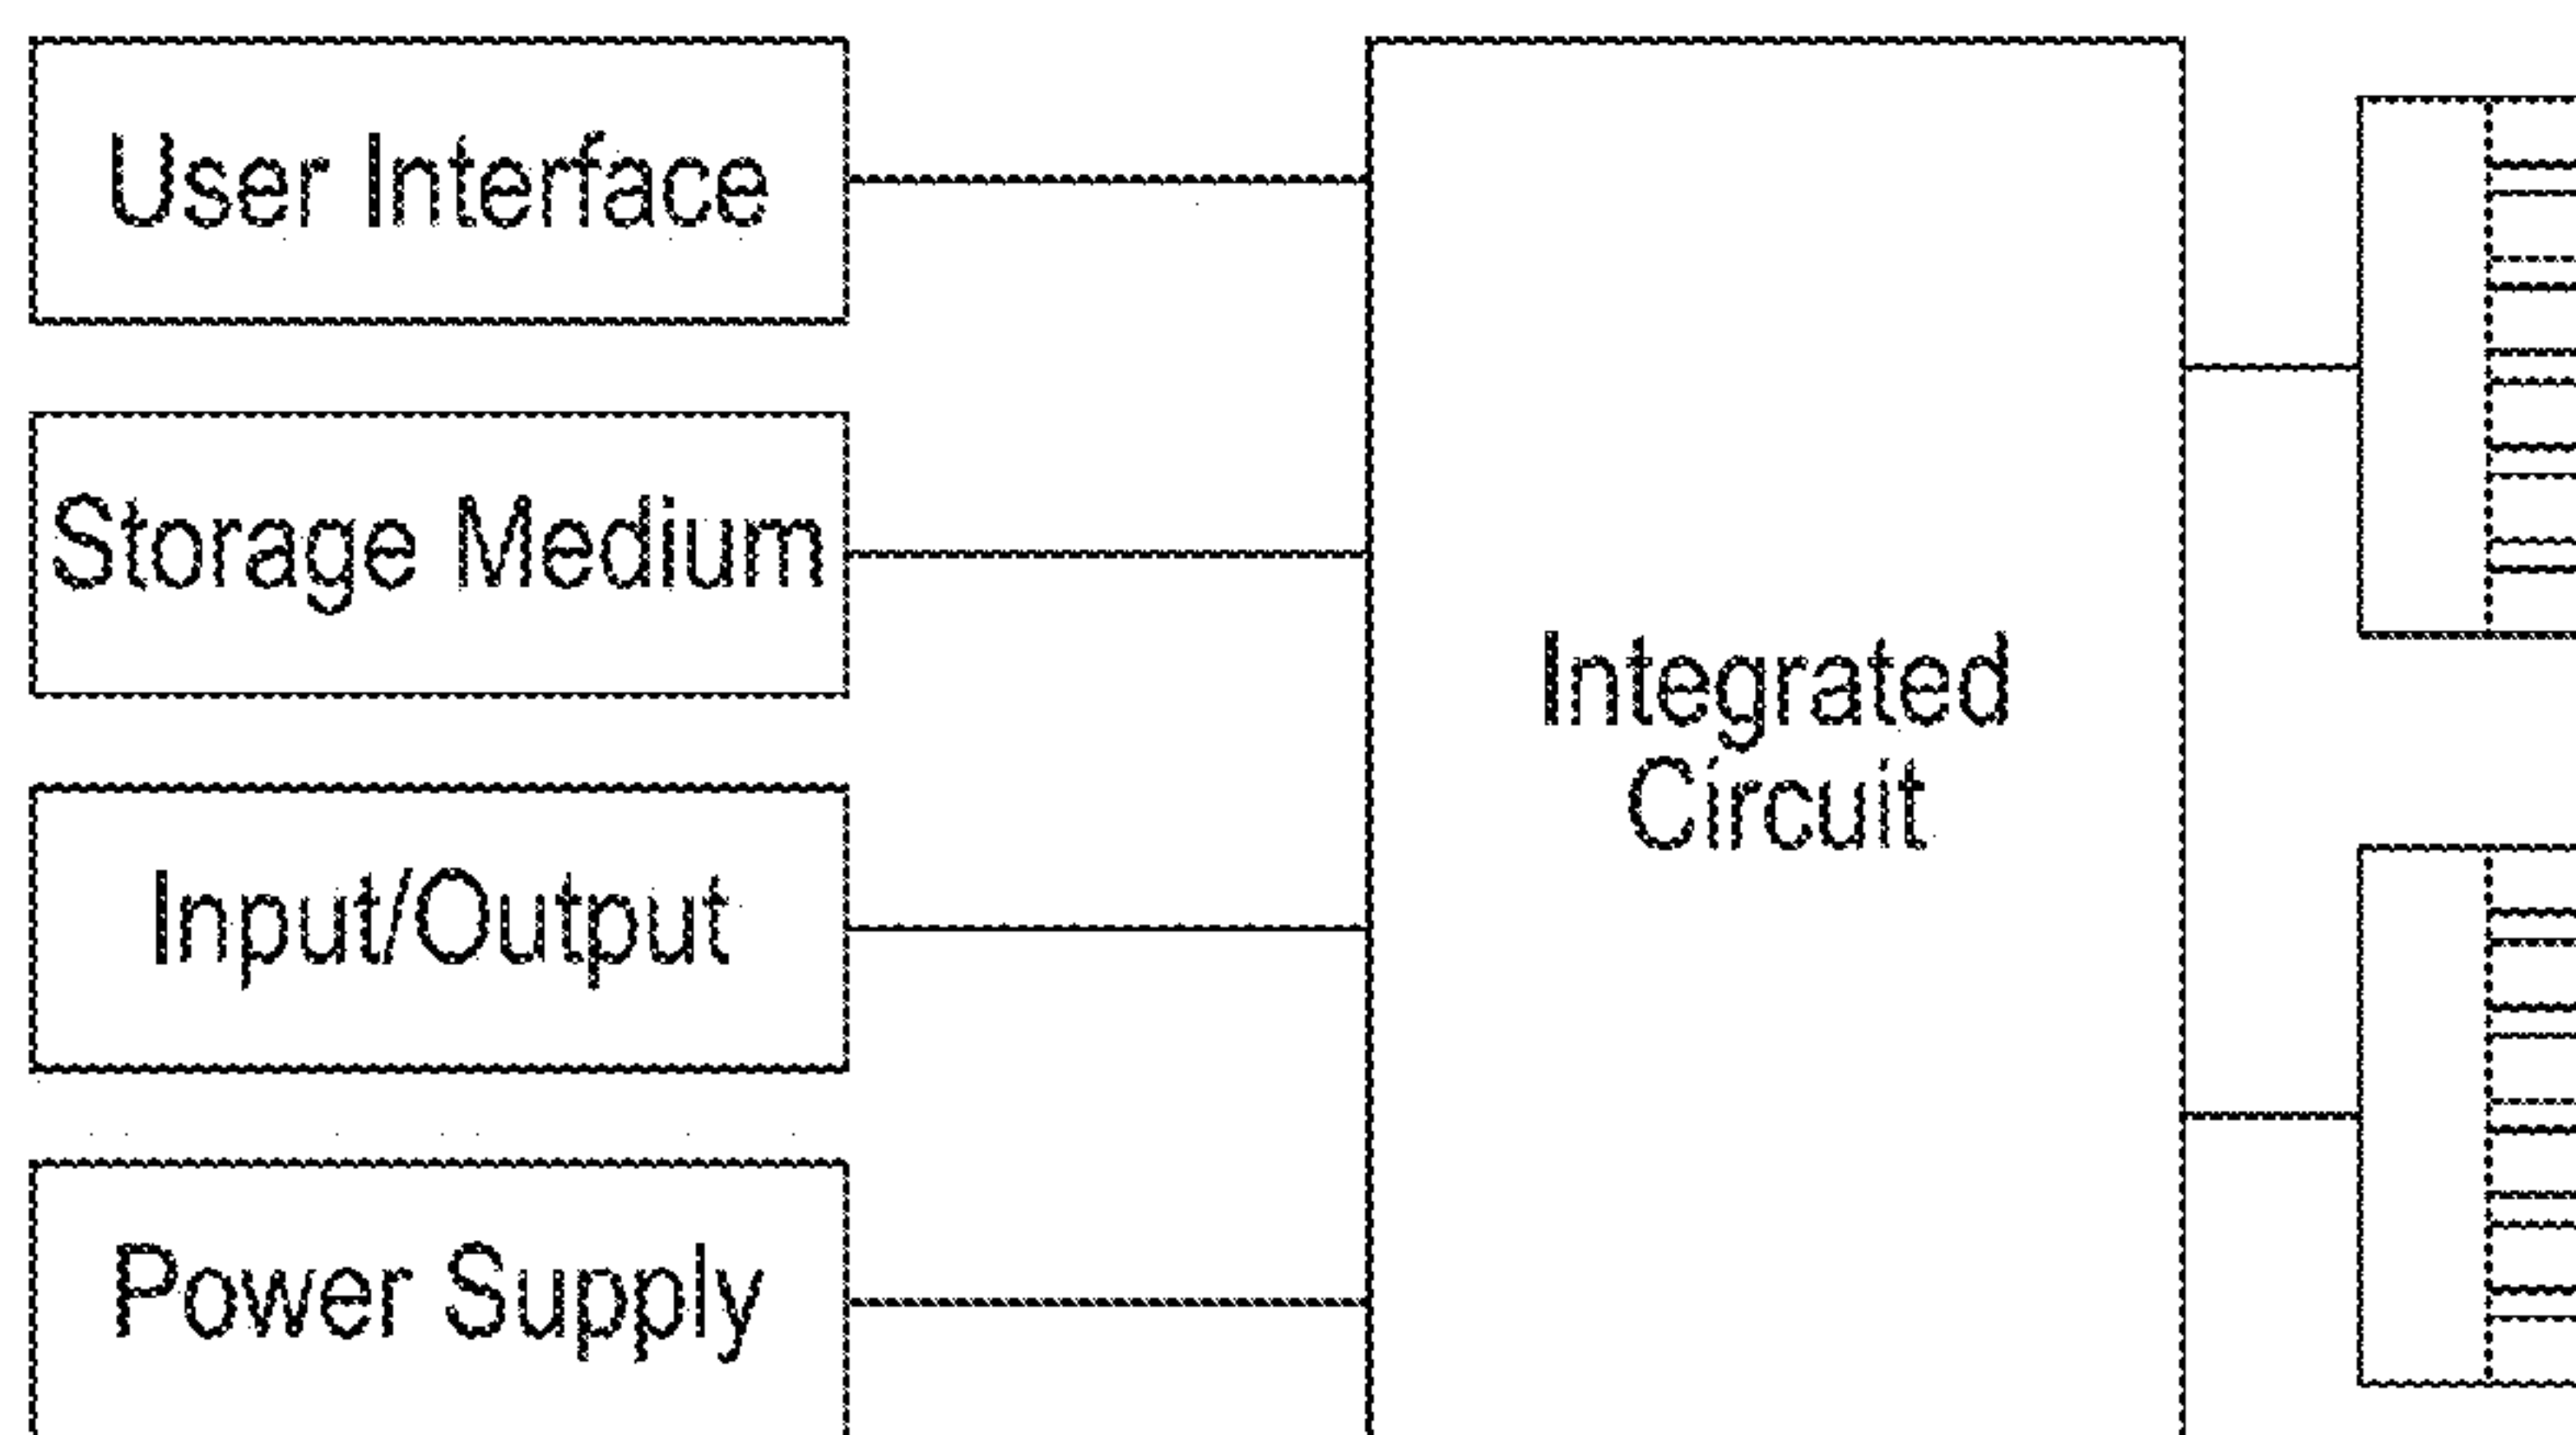 User Interface
Storage Medium
Input/Output
Power Supply
Integrated
Circuit